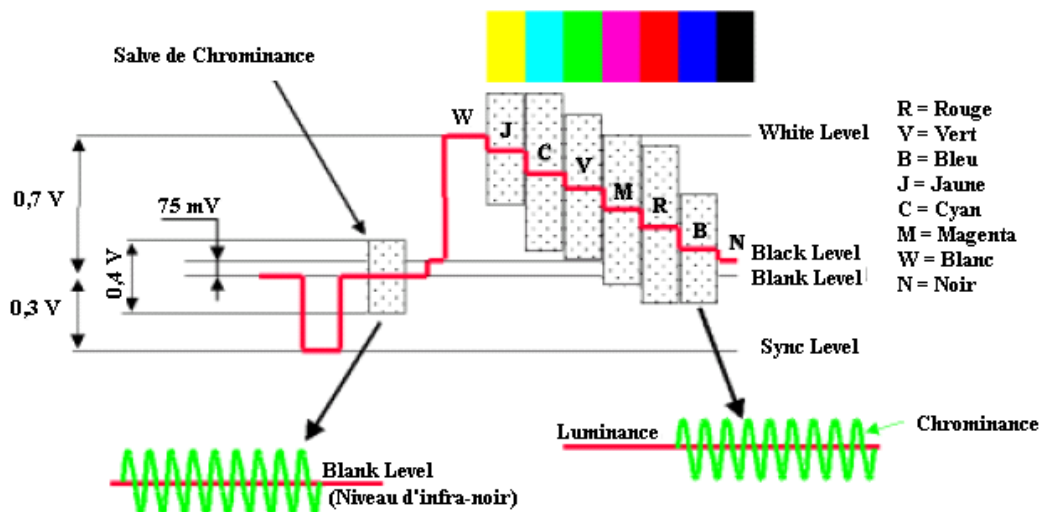 Salve de Chrominance
W
J
C
V
M
R
B
N
White Level
Black Level
Blank Level
Sync Level
0,7 V
75 mV
0,4 V
0,3 V
R = Rouge
V = Vert
B = Bleu
J = Jaune
C = Cyan
M = Magenta
W = Blanc
N = Noir
Luminance
Chrominance
Blank Level
(Niveau d'infra-noir)